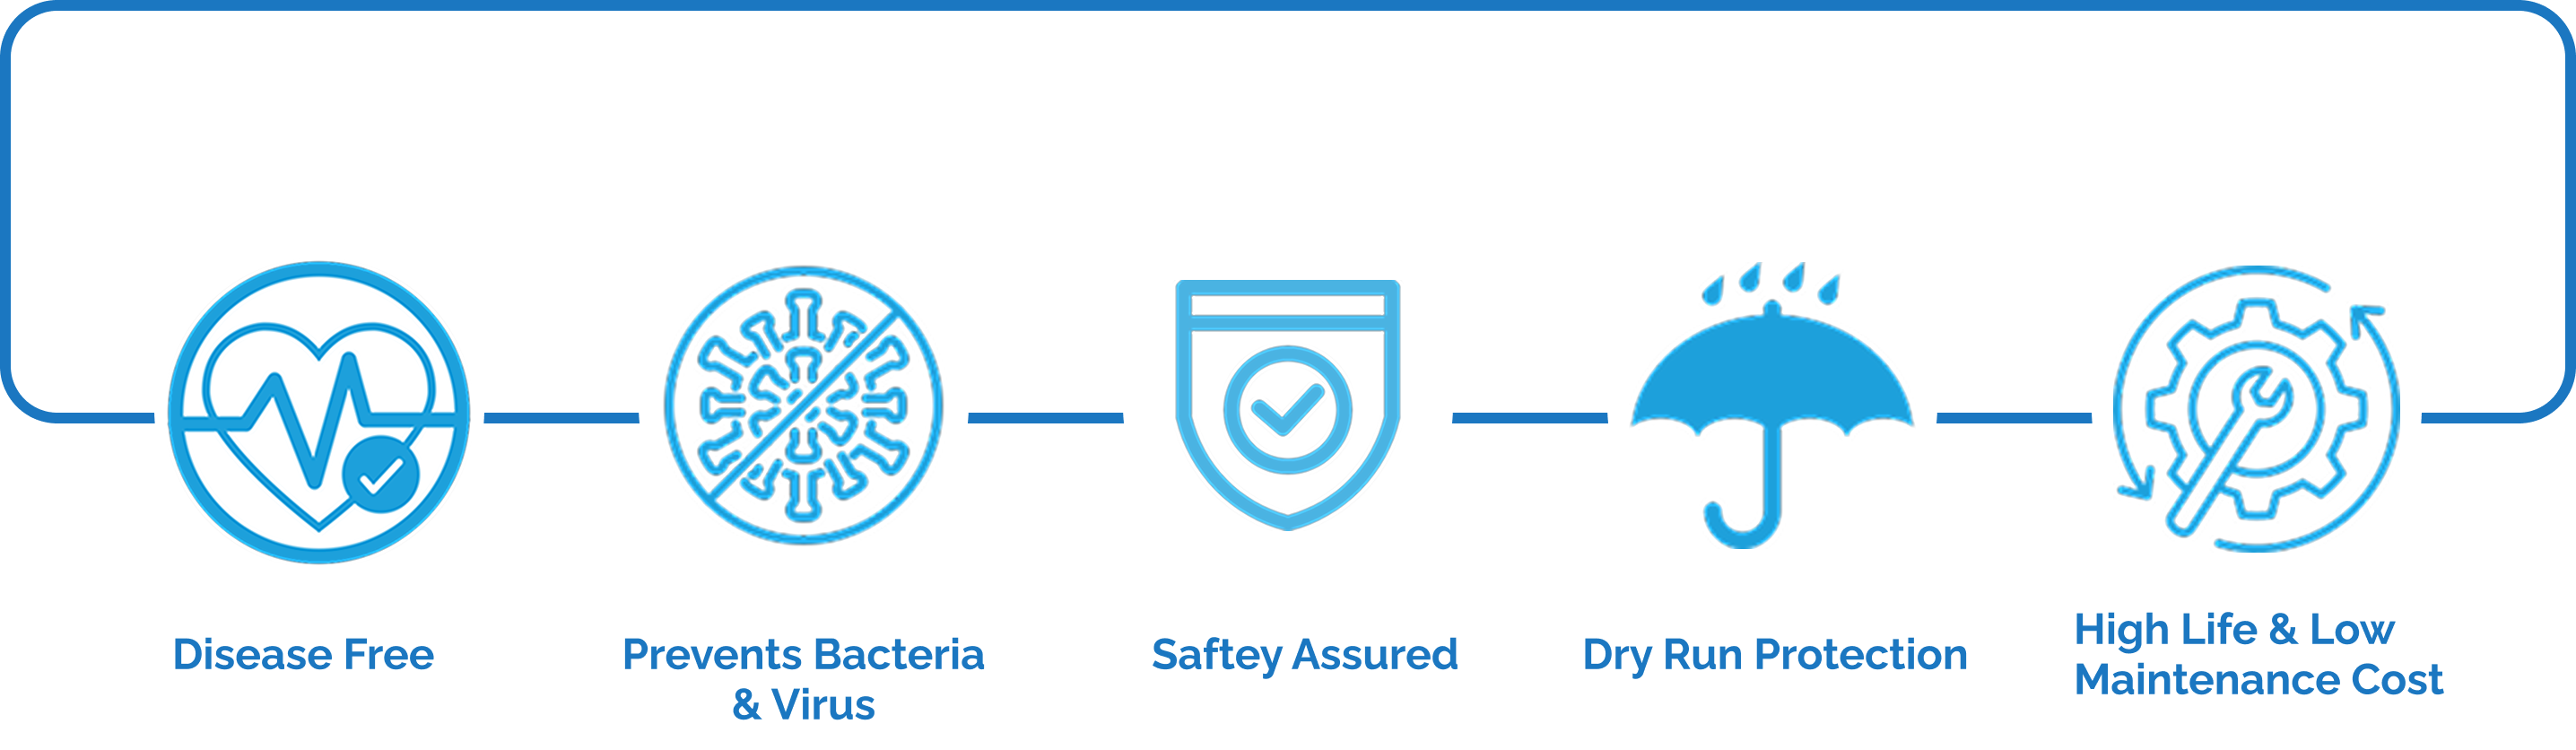 Disease Free
Prevents Bacteria
& Virus
Saftey Assured
Dry Run Protection
High Life & Low
Maintenance Cost